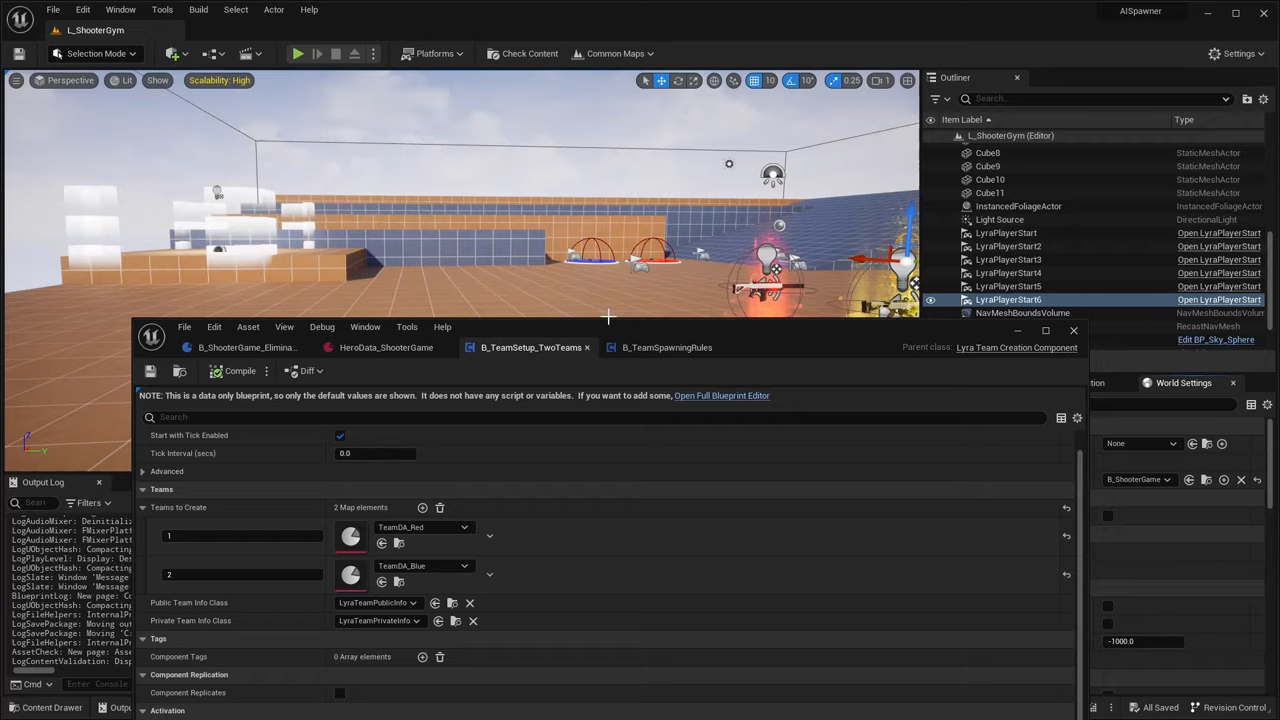 File Edit Window Tools Build Select Actor Help
AISpawner
L_ShooterGym
Selection Mode
Platforms
Check Content
Common Maps
Settings
Perspective
Lit
Show
Scalability: High
10
10°
0.25
1
Outliner
Search...
Item Label
Type
L_ShooterGym (Editor)
Cube8 StaticMeshActor
Cube9 StaticMeshActor
Cube10 StaticMeshActor
Cube11 StaticMeshActor
InstancedFoliageActor InstancedFoliageActor
Light Source DirectionalLight
LyraPlayerStart Open LyraPlayerStart
LyraPlayerStart2 Open LyraPlayerStart
LyraPlayerStart3 Open LyraPlayerStart
LyraPlayerStart4 Open LyraPlayerStart
LyraPlayerStart5 Open LyraPlayerStart
LyraPlayerStart6 Open LyraPlayerStart
NavMeshBoundsVolume NavMeshBoundsVolume
RecastNavMesh
Edit BP_Sky_Sphere
World Settings
None
B_ShooterGame
-1000.0
File Edit Asset View Debug Window Tools Help
B_ShooterGame_Elimina...
HeroData_ShooterGame
B_TeamSetup_TwoTeams
B_TeamSpawningRules
Parent class: Lyra Team Creation Component
Compile
Diff
NOTE: This is a data only blueprint, so only the default values are shown. It does not have any script or variables. If you want to add some, Open Full Blueprint Editor
Search
Start with Tick Enabled
Tick Interval (secs) 0.0
Advanced
Teams
Teams to Create 2 Map elements
1 TeamDA_Red
2 TeamDA_Blue
Public Team Info Class LyraTeamPublicInfo
Private Team Info Class LyraTeamPrivateInfo
Tags
Component Tags 0 Array elements
Component Replication
Component Replicates
Activation
Output Log
Filters
LogAudioMixer: Deinitializ
LogAudioMixer: FMixerPlatf
LogUObjectHash: Compacting
LogPlayLevel: Display: Des
LogAudioMixer: FMixerPlatf
LogUObjectHash: Compacting
LogSlate: Window 'Message
LogSlate: Window 'Message
BlueprintLog: New page: Co
LogUObjectHash: Compacting
LogFileHelpers: InternalPr
LogSavePackage: Moving out
LogSavePackage: Moving 'C:
LogFileHelpers: InternalPr
AssetCheck: New page: Asse
LogContentValidation: Disp
Cmd
Enter Console
Content Drawer
All Saved
Revision Control